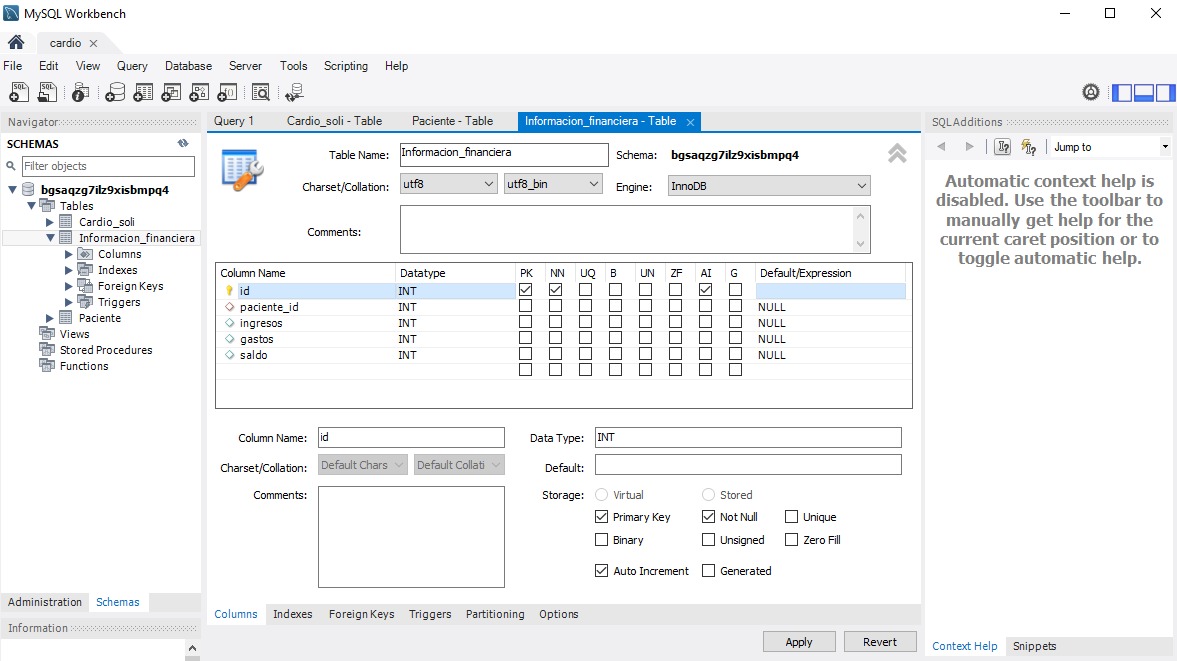 MySQL Workbench
cardio
File Edit View Query Database Server Tools Scripting Help
Navigator
SCHEMAS
Filter objects
bgsaqzg7ilz9xisbmpq4
Tables
Cardio_soli
Informacion_financiera
Columns
Indexes
Foreign Keys
Triggers
Paciente
Views
Stored Procedures
Functions
Administration Schemas
Information
Query 1 Cardio_soli - Table Paciente - Table Informacion_financiera - Table
Table Name: Informacion_financiera Schema: bgsaqzg7ilz9xisbmpq4
Charset/Collation: utf8 utf8_bin Engine: InnoDB
Comments:
Column Name Datatype PK NN UQ B UN ZF AI G Default/Expression
id INT
paciente_id INT NULL
ingresos INT NULL
gastos INT NULL
saldo INT NULL
Column Name: id Data Type: INT
Charset/Collation: Default Chars Default Collati Default:
Comments: Storage: Virtual Stored
Primary Key Not Null Unique
Binary Unsigned Zero Fill
Auto Increment Generated
Columns Indexes Foreign Keys Triggers Partitioning Options
Apply Revert
SQLAdditions
Jump to
Automatic context help is
disabled. Use the toolbar to
manually get help for the
current caret position or to
toggle automatic help.
Context Help Snippets